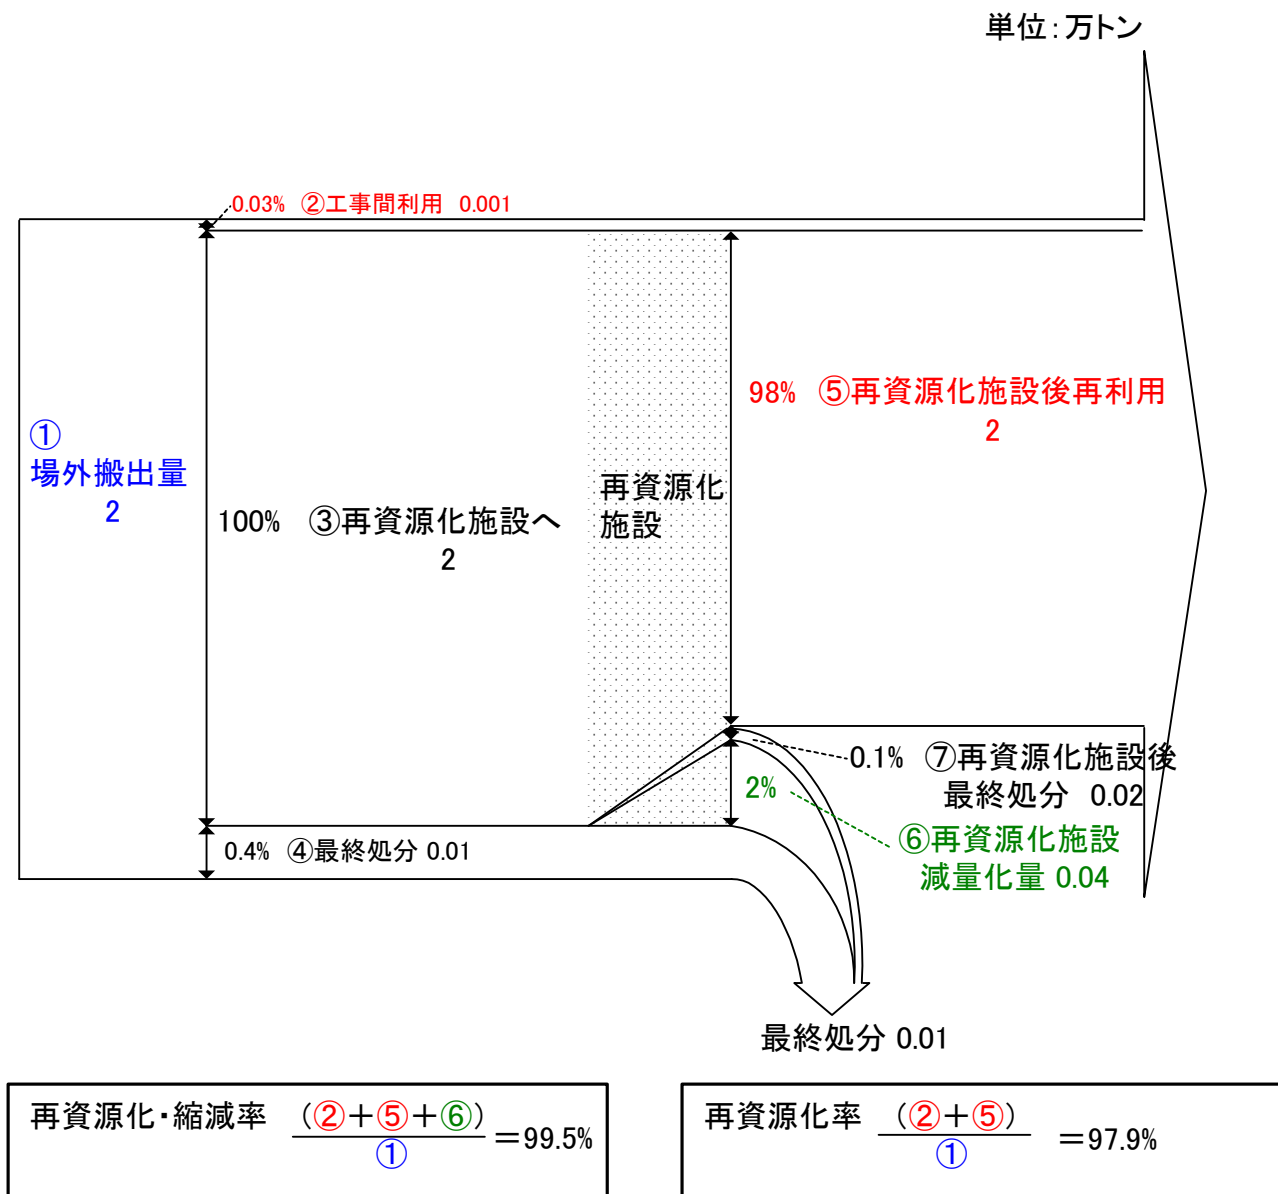 単位：万トン
0.03% ②工事間利用 0.001
①
場外搬出量
2
100% ③再資源化施設へ
2
再資源化
施設
98% ⑤再資源化施設後再利用
2
0.1% ⑦再資源化施設後
最終処分 0.02
2%
⑥再資源化施設
減量化量 0.04
0.4% ④最終処分 0.01
最終処分 0.01
再資源化・縮減率 (②＋⑤＋⑥)
①
＝99.5%
再資源化率 (②＋⑤)
①
＝97.9%